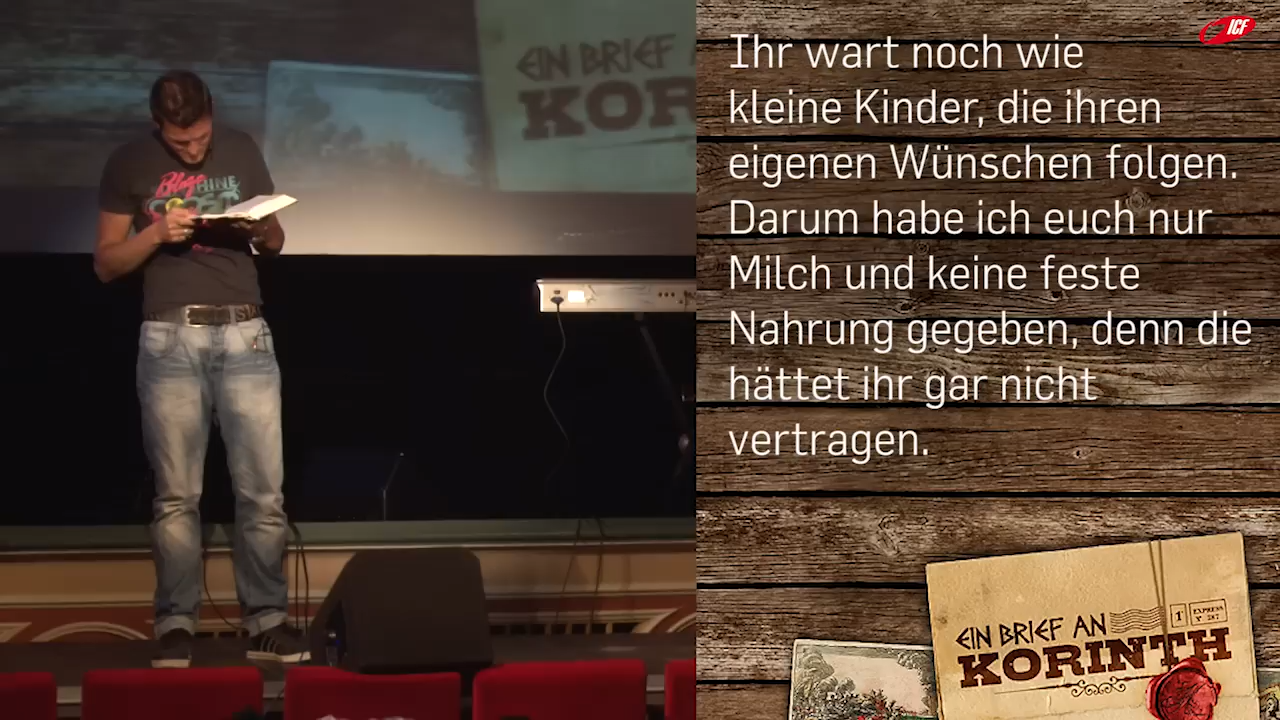 EIN BRIEF A
KOR
ICF
Ihr wart noch wie
kleine Kinder, die ihren
eigenen Wünschen folgen.
Darum habe ich euch nur
Milch und keine feste
Nahrung gegeben, denn die
hättet ihr gar nicht
vertragen.
EIN BRIEF AN
KORINTH
EXPRESS